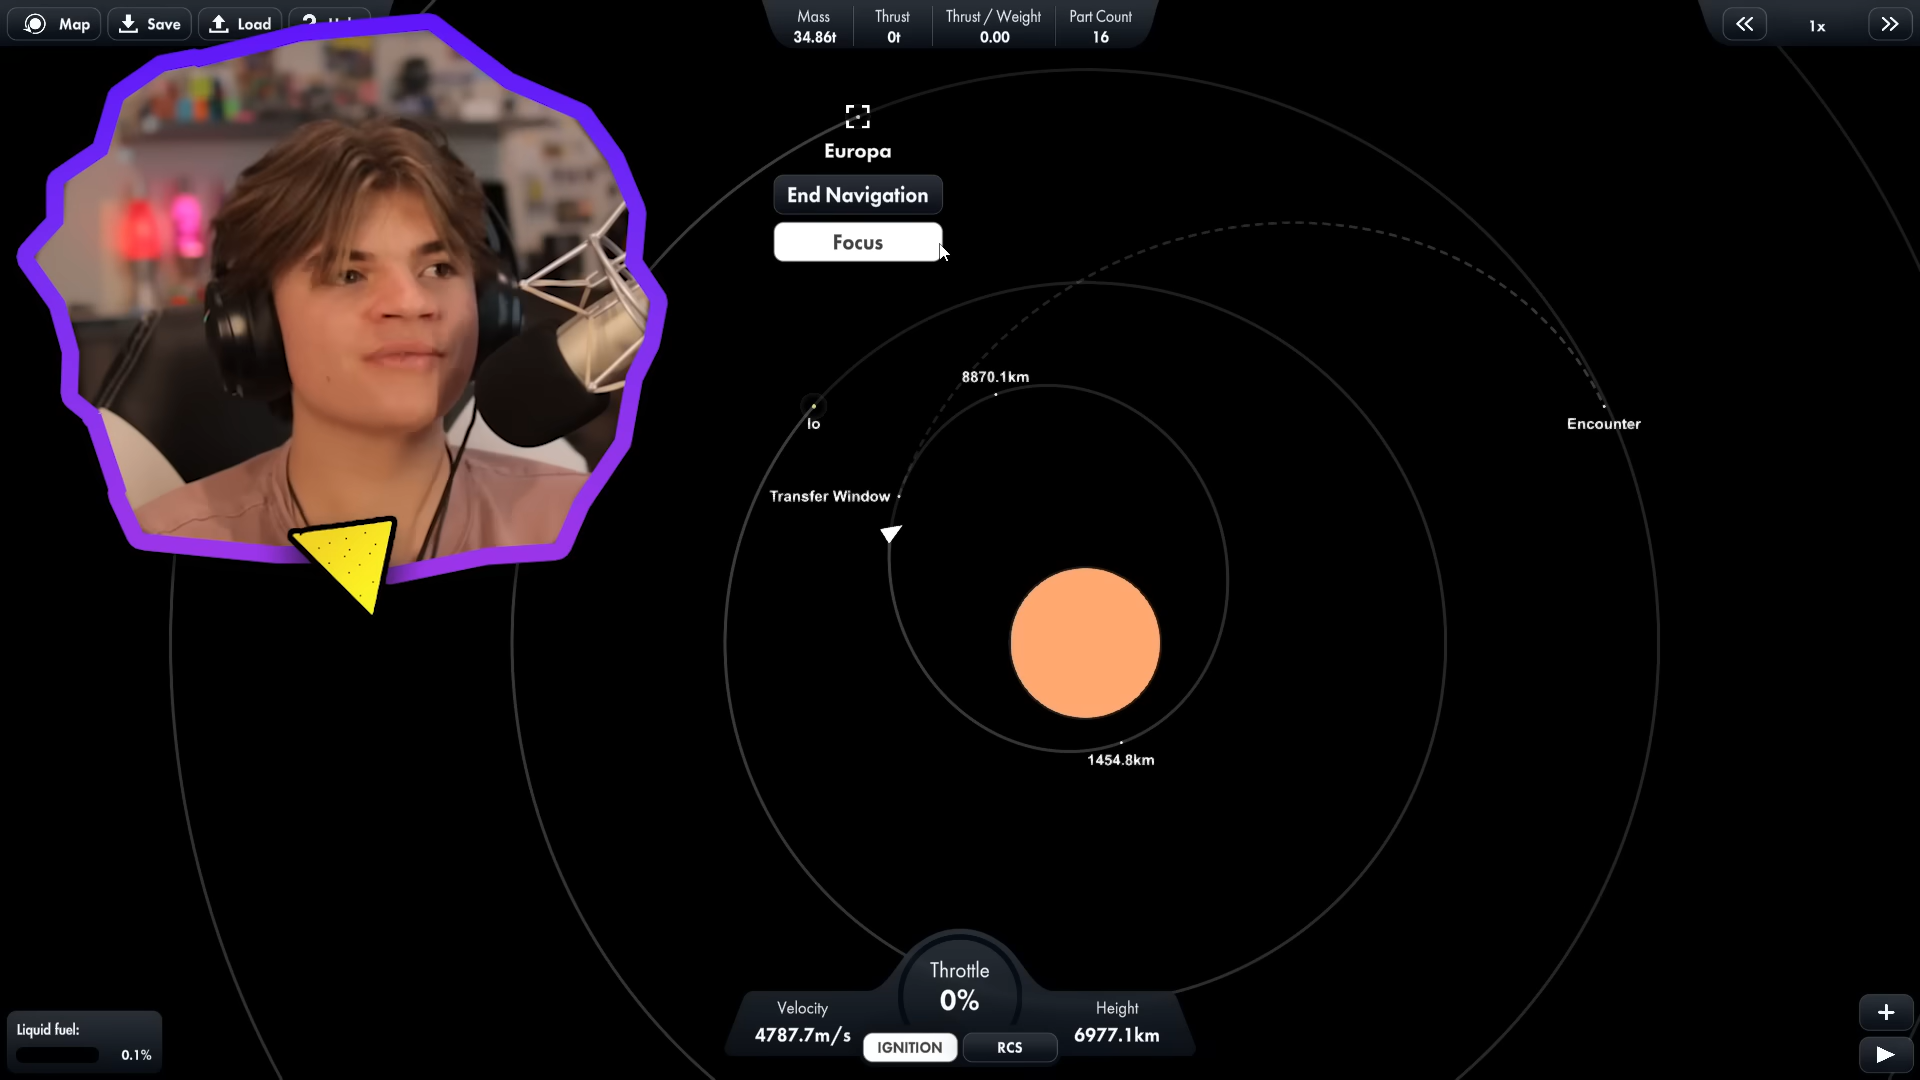 Map
Save
Load
Mass
34.86t
Thrust
0t
Thrust / Weight
0.00
Part Count
16
1x
Europa
End Navigation
Focus
8870.1km
Io
Encounter
Transfer Window
1454.8km
Throttle
0%
Velocity
4787.7m/s
Height
6977.1km
IGNITION
RCS
Liquid fuel:
0.1%